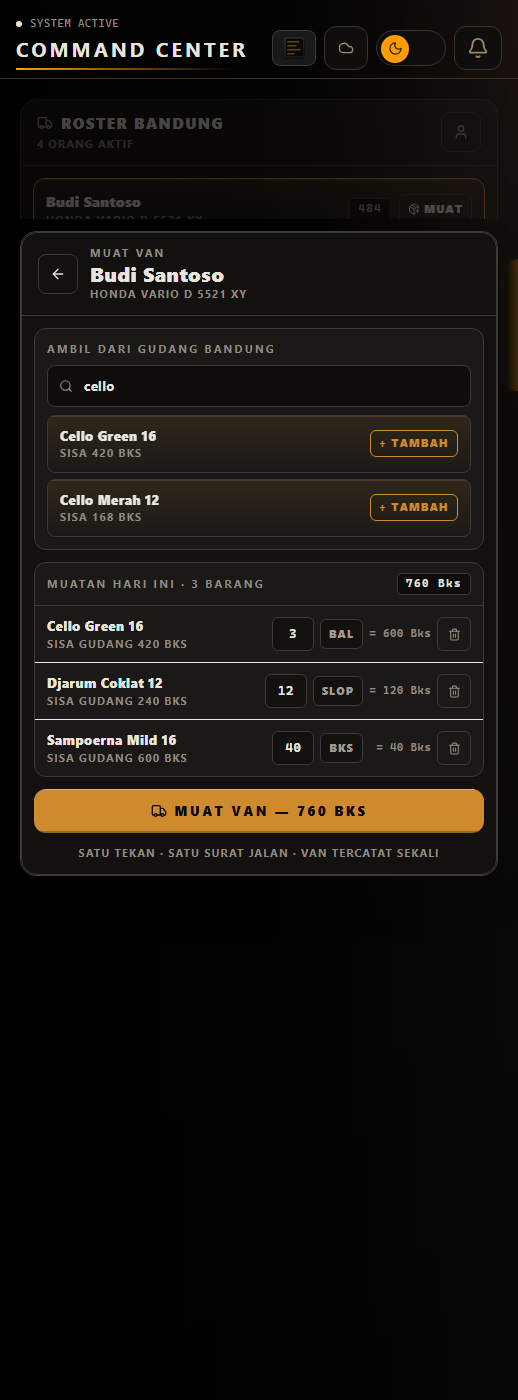 SYSTEM ACTIVE
COMMAND CENTER
ROSTER BANDUNG
4 ORANG AKTIF
Budi Santoso
484
MUAT
HONDA VARIO D 5521 XY
MUAT VAN
Budi Santoso
HONDA VARIO D 5521 XY
AMBIL DARI GUDANG BANDUNG
cello
Cello Green 16
SISA 420 BKS
+ TAMBAH
Cello Merah 12
SISA 168 BKS
+ TAMBAH
MUATAN HARI INI · 3 BARANG
760 Bks
Cello Green 16
SISA GUDANG 420 BKS
3
BAL
= 600 Bks
Djarum Coklat 12
SISA GUDANG 240 BKS
12
SLOP
= 120 Bks
Sampoerna Mild 16
SISA GUDANG 600 BKS
40
BKS
= 40 Bks
MUAT VAN — 760 BKS
SATU TEKAN · SATU SURAT JALAN · VAN TERCATAT SEKALI